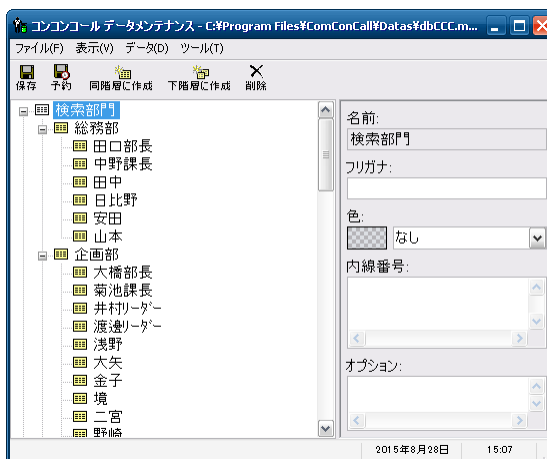 コンコンコール データメンテナンス - C:¥Program Files¥ComConCall¥Datas¥dbCCC.m...
ファイル(F) 表示(V) データ(D) ツール(T)
保存 予約 同階層に作成 下階層に作成 削除
検索部門
総務部
田口部長
中野課長
田中
日比野
安田
山本
企画部
大橋部長
菊池課長
井村リーダー
渡邊リーダー
浅野
大矢
金子
境
二宮
野崎
名前:
検索部門
フリガナ:
色:
なし
内線番号:
オプション:
2015年8月28日 15:07